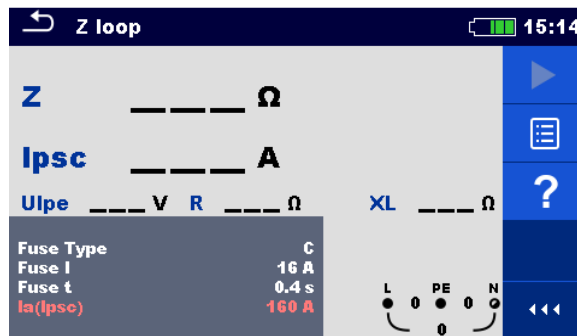 Z loop 15:14
Z ___ Ω
Ipsc ___ A
Ulpe ___ V R ___ Ω XL ___ Ω
Fuse Type C
Fuse I 16 A
Fuse t 0.4 s
Ia(Ipsc) 160 A
L PE N
0 0
0
?